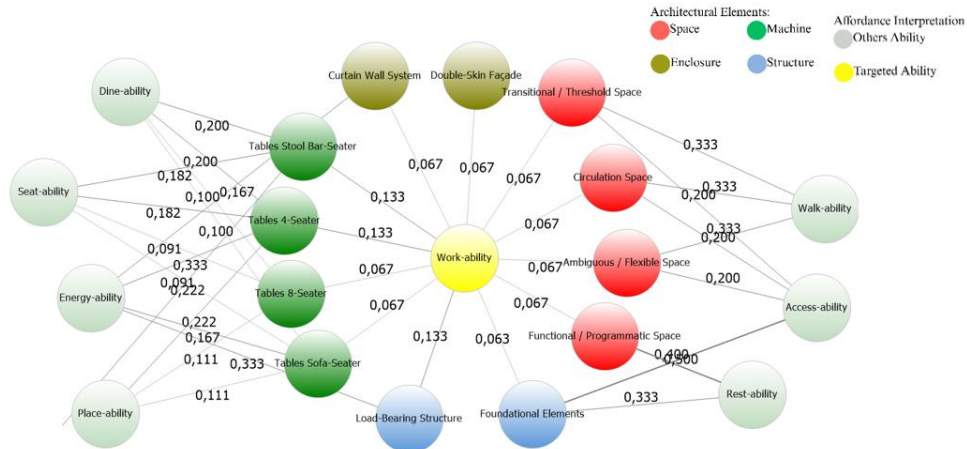 Architectural Elements:
Space
Machine
Enclosure
Structure
Affordance Interpretation
Others Ability
Targeted Ability
Curtain Wall System
Double-Skin Façade
Transitional / Threshold Space
Dine-ability
Tables Stool Bar-Seater
Circulation Space
Seat-ability
Tables 4-Seater
Walk-ability
Work-ability
Ambiguous / Flexible Space
Energy-ability
Tables 8-Seater
Access-ability
Functional / Programmatic Space
Tables Sofa-Seater
Place-ability
Load-Bearing Structure
Foundational Elements
Rest-ability
0,200
0,200
0,182
0,167
0,100
0,182
0,100
0,091
0,333
0,091
0,222
0,222
0,167
0,111
0,333
0,111
0,067
0,067
0,067
0,133
0,133
0,067
0,067
0,067
0,067
0,067
0,133
0,063
0,333
0,333
0,200
0,333
0,200
0,200
0,400
0,333